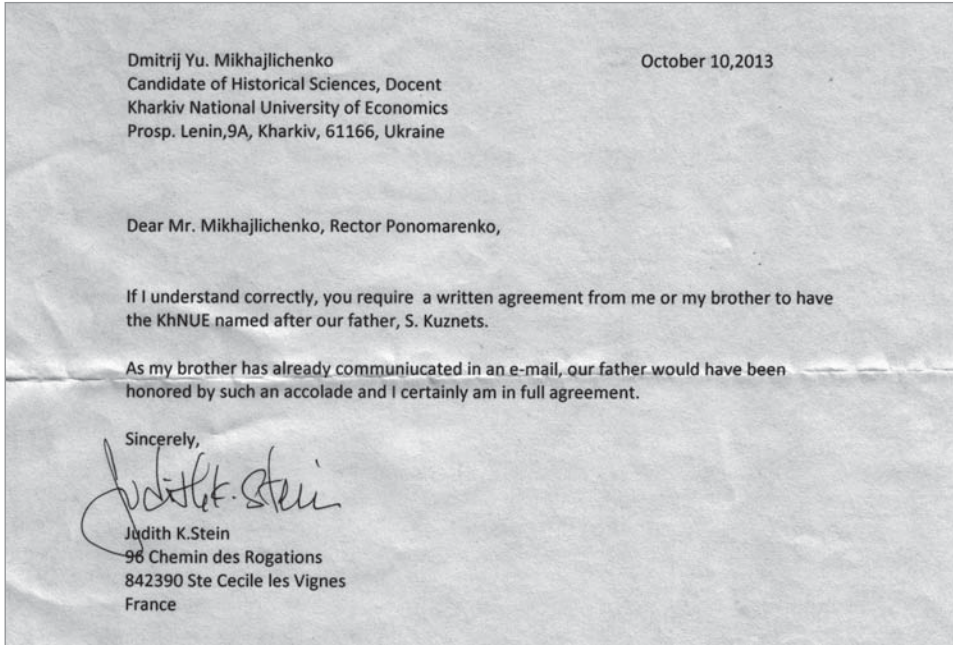 Dmitrij Yu. Mikhajlichenko
October 10,2013
Candidate of Historical Sciences, Docent
Kharkiv National University of Economics
Prosp. Lenin,9A, Kharkiv, 61166, Ukraine
Dear Mr. Mikhajlichenko, Rector Ponomarenko,
If I understand correctly, you require a written agreement from me or my brother to have
the KhNUE named after our father, S. Kuznets.
As my brother has already communiucated in an e-mail, our father would have been
honored by such an accolade and I certainly am in full agreement.
Sincerely,
Judith K. Stein
Judith K.Stein
96 Chemin des Rogations
842390 Ste Cecile les Vignes
France